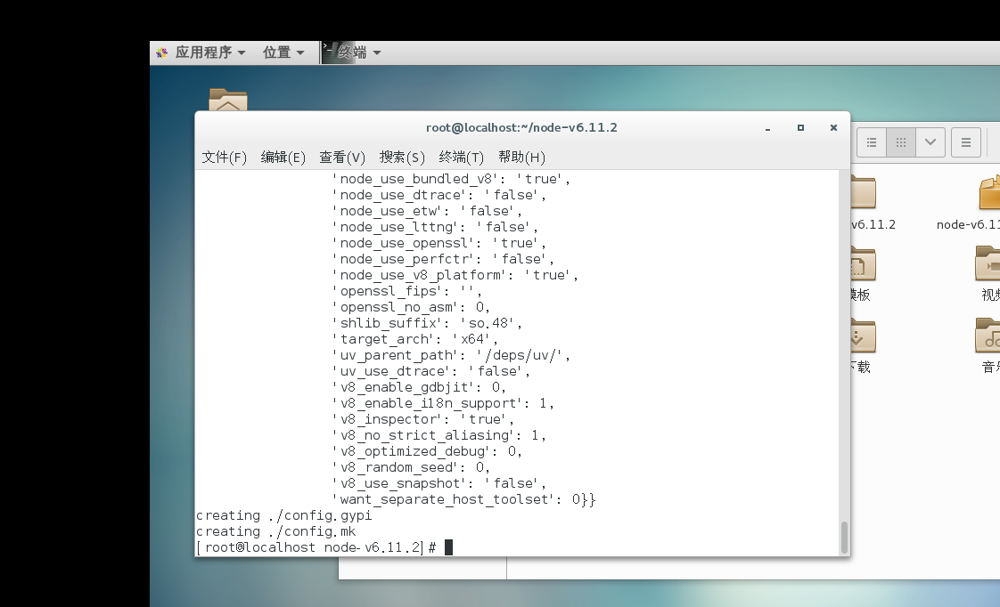 应用程序 位置 终端
root@localhost:~/node-v6.11.2
文件(F) 编辑(E) 查看(V) 搜索(S) 终端(T) 帮助(H)
'node_use_bundled_v8': 'true',
'node_use_dtrace': 'false',
'node_use_etw': 'false',
'node_use_lttng': 'false',
'node_use_openssl': 'true',
'node_use_perfctr': 'false',
'node_use_v8_platform': 'true',
'openssl_fips': '',
'openssl_no_asm': 0,
'shlib_suffix': 'so.48',
'target_arch': 'x64',
'uv_parent_path': '/deps/uv/',
'uv_use_dtrace': 'false',
'v8_enable_gdbjit': 0,
'v8_enable_i18n_support': 1,
'v8_inspector': 'true',
'v8_no_strict_aliasing': 1,
'v8_optimized_debug': 0,
'v8_random_seed': 0,
'v8_use_snapshot': 'false',
'want_separate_host_toolset': 0}}
creating ./config.gypi
creating ./config.mk
[root@localhost node-v6.11.2]#
v6.11.2 node-v6.11
模板 视频
下载 音乐